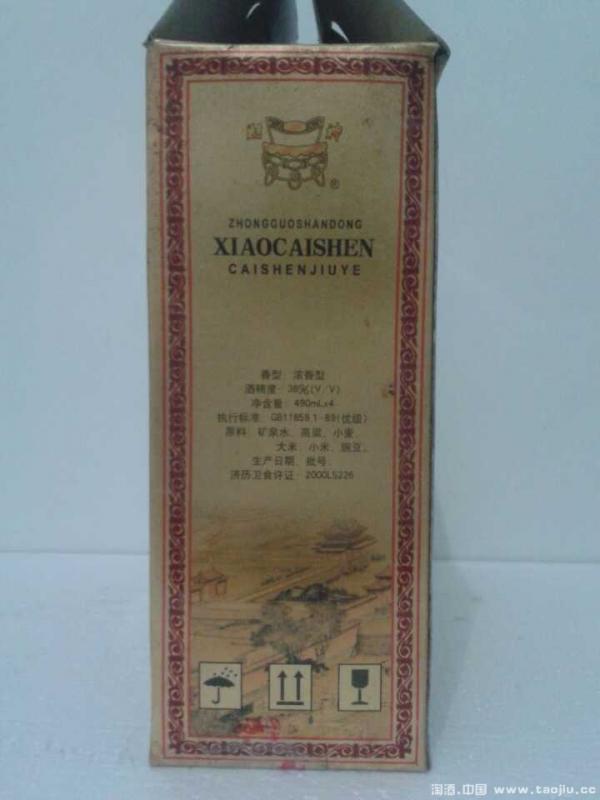 ®
ZHONGGUOSHANDONG
XIAOCAISHEN
CAISHENJIUYE
香型：浓香型
酒精度：38%(V/V)
净含量：490mL×4
执行标准：GB11859.1-89(优级)
原料：矿泉水、高粱、小麦、
大米、小米、豌豆。
生产日期、批号：
济历卫食许证：2000LS226
淘酒.中国 www.taojiu.cc